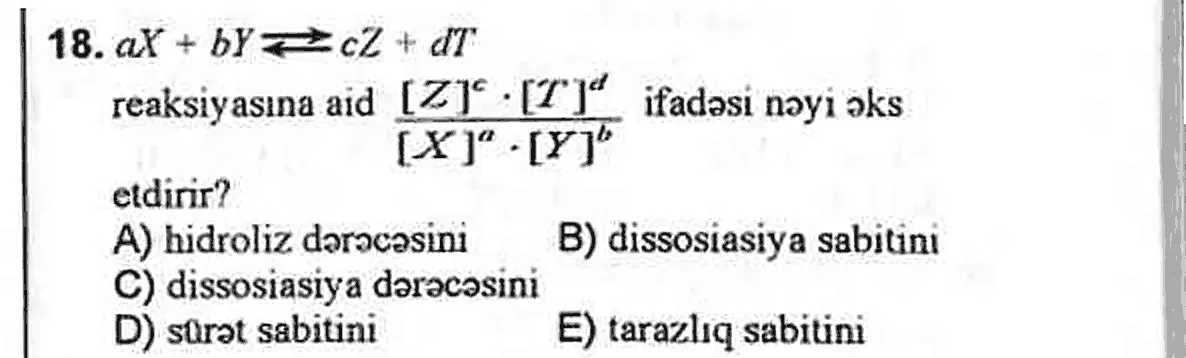 18. aX + bY ⇄ cZ + dT
reaksiyasına aid [Z]ᶜ · [T]ᵈ / [X]ᵃ · [Y]ᵇ ifadəsi nəyi əks
etdirir?
A) hidroliz dərəcəsini B) dissosiasiya sabitini
C) dissosiasiya dərəcəsini
D) sürət sabitini E) tarazlıq sabitini